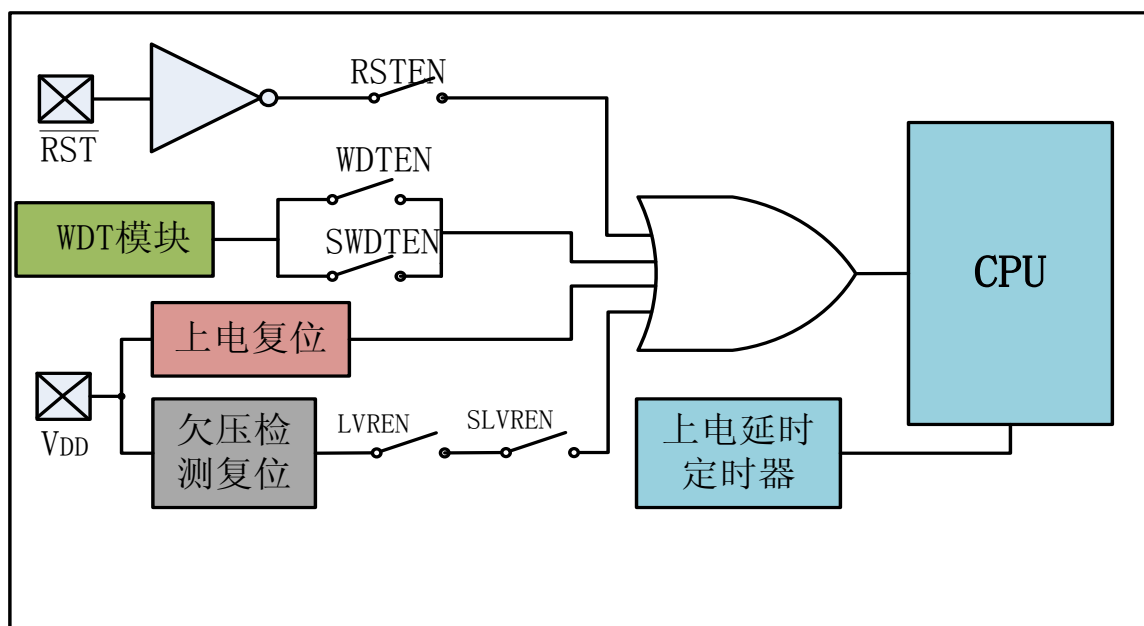 RSTEN
RST
WDTEN
WDT模块
SWDTEN
CPU
上电复位
VDD
欠压检
测复位
LVREN
SLVREN
上电延时
定时器